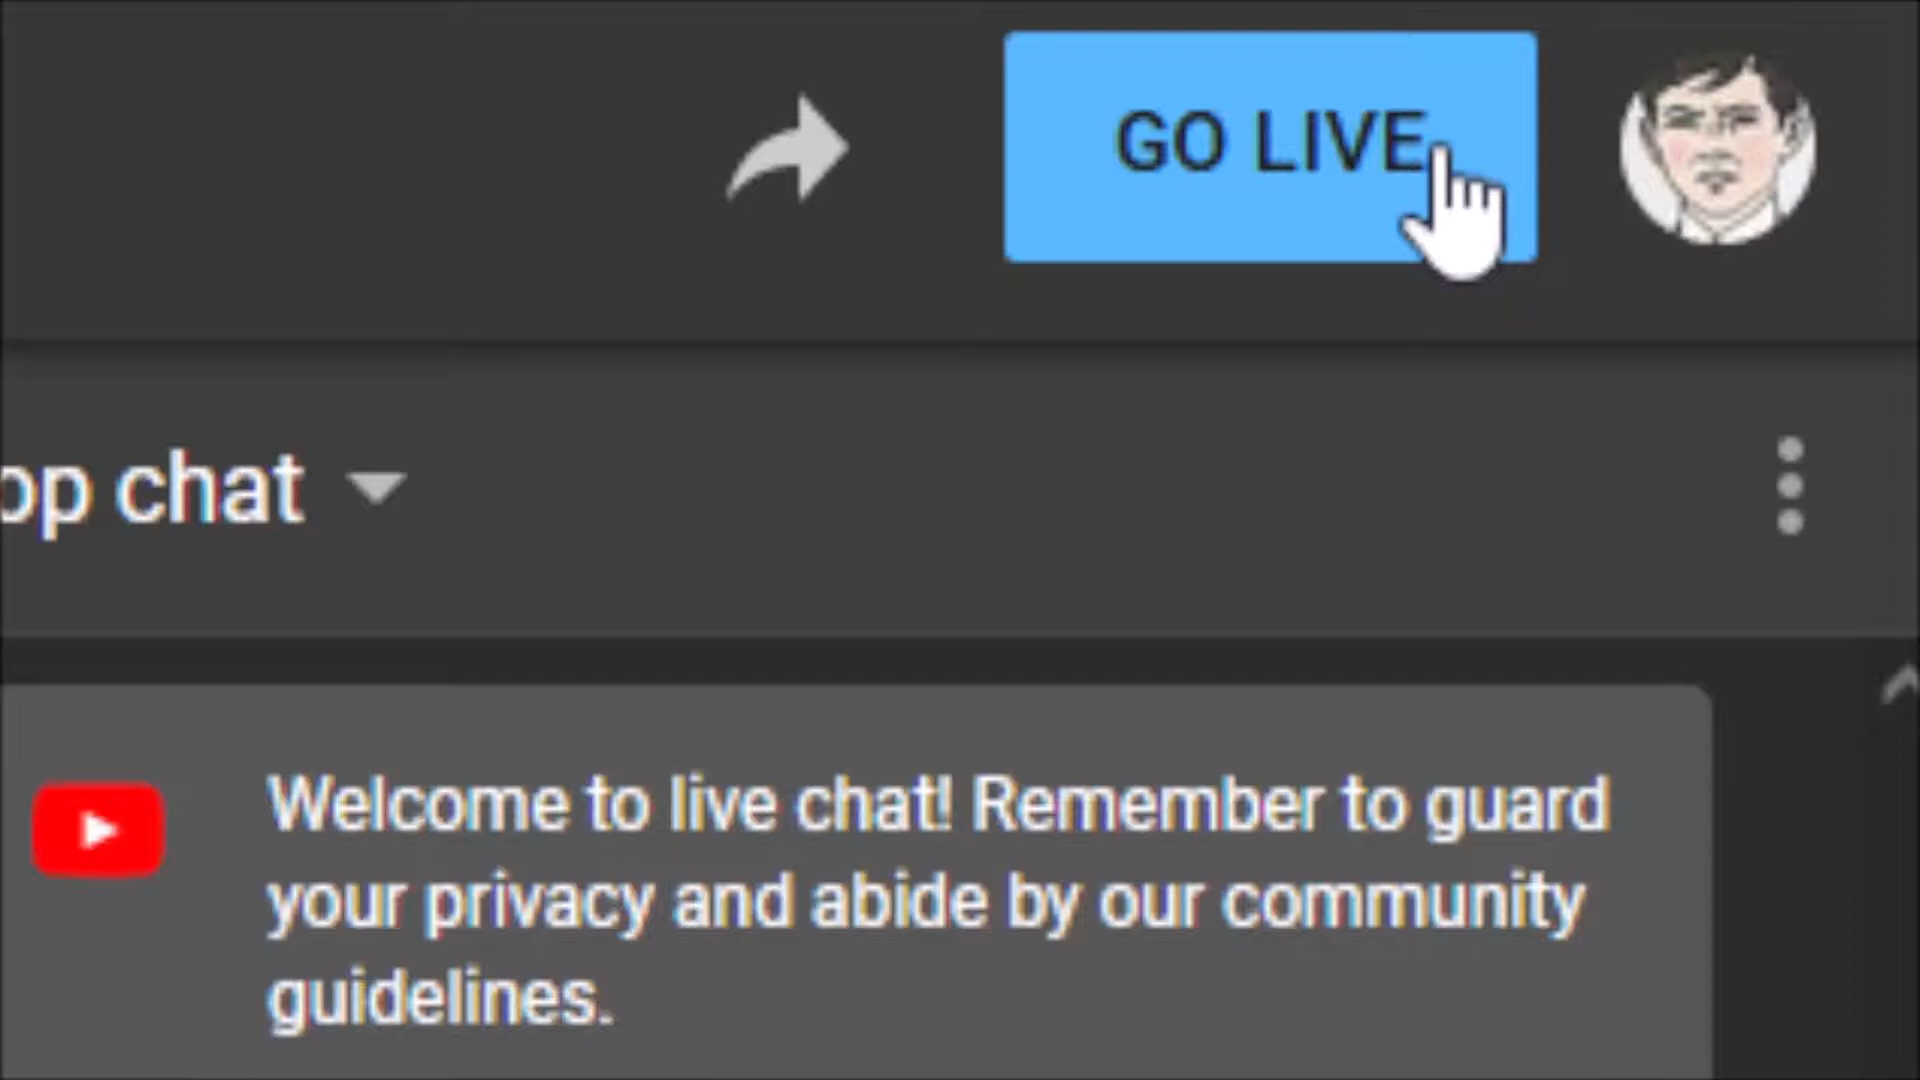 GO LIVE
op chat
Welcome to live chat! Remember to guard
your privacy and abide by our community
guidelines.